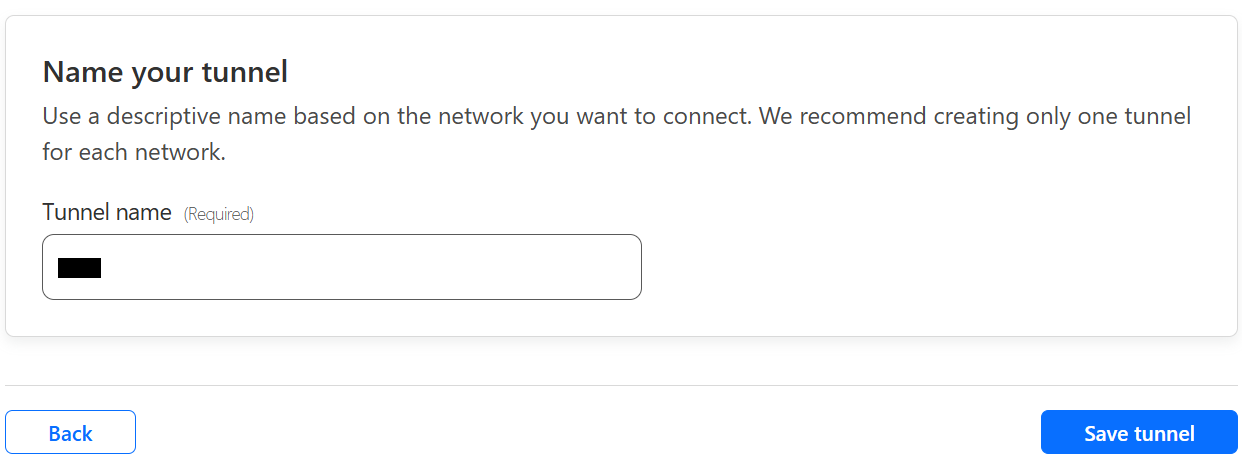 Name your tunnel
Use a descriptive name based on the network you want to connect. We recommend creating only one tunnel
for each network.
Tunnel name (Required)
Back
Save tunnel